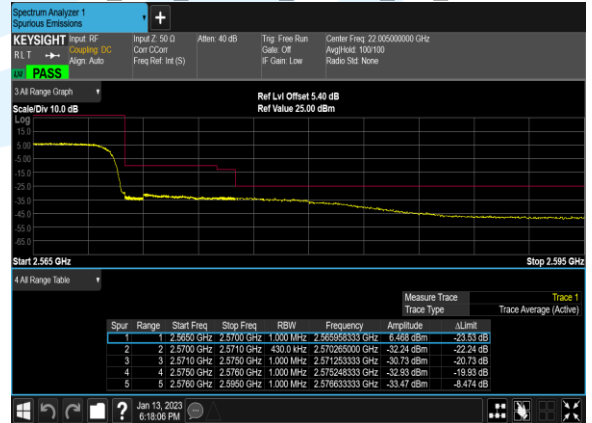 Spectrum Analyzer 1
Spurious Emissions
KEYSIGHT Input: RF Input Z: 50 Ω Atten: 40 dB Trig: Free Run Center Freq: 22.005000000 GHz
RLT Coupling: DC Corr CCorr Gate: Off Avg|Hold: 100/100
Align: Auto Freq Ref: Int (S) IF Gain: Low Radio Std: None
PASS
3 All Range Graph
Ref Lvl Offset 5.40 dB
Scale/Div 10.0 dB Ref Value 25.00 dBm
Log
15.0
5.00
-5.00
-15.0
-25.0
-35.0
-45.0
-55.0
-65.0
Start 2.565 GHz Stop 2.595 GHz
4 All Range Table
Measure Trace Trace 1
Trace Type Trace Average (Active)
Spur Range Start Freq Stop Freq RBW Frequency Amplitude ΔLimit
1 1 2.5650 GHz 2.5700 GHz 1.000 MHz 2.565958333 GHz 6.468 dBm -23.53 dB
2 2 2.5700 GHz 2.5710 GHz 430.0 kHz 2.570265000 GHz -32.24 dBm -22.24 dB
3 3 2.5710 GHz 2.5750 GHz 1.000 MHz 2.571253333 GHz -30.73 dBm -20.73 dB
4 4 2.5750 GHz 2.5760 GHz 1.000 MHz 2.575248333 GHz -32.93 dBm -19.93 dB
5 5 2.5760 GHz 2.5950 GHz 1.000 MHz 2.576633333 GHz -33.47 dBm -8.474 dB
Jan 13, 2023
6:18:06 PM